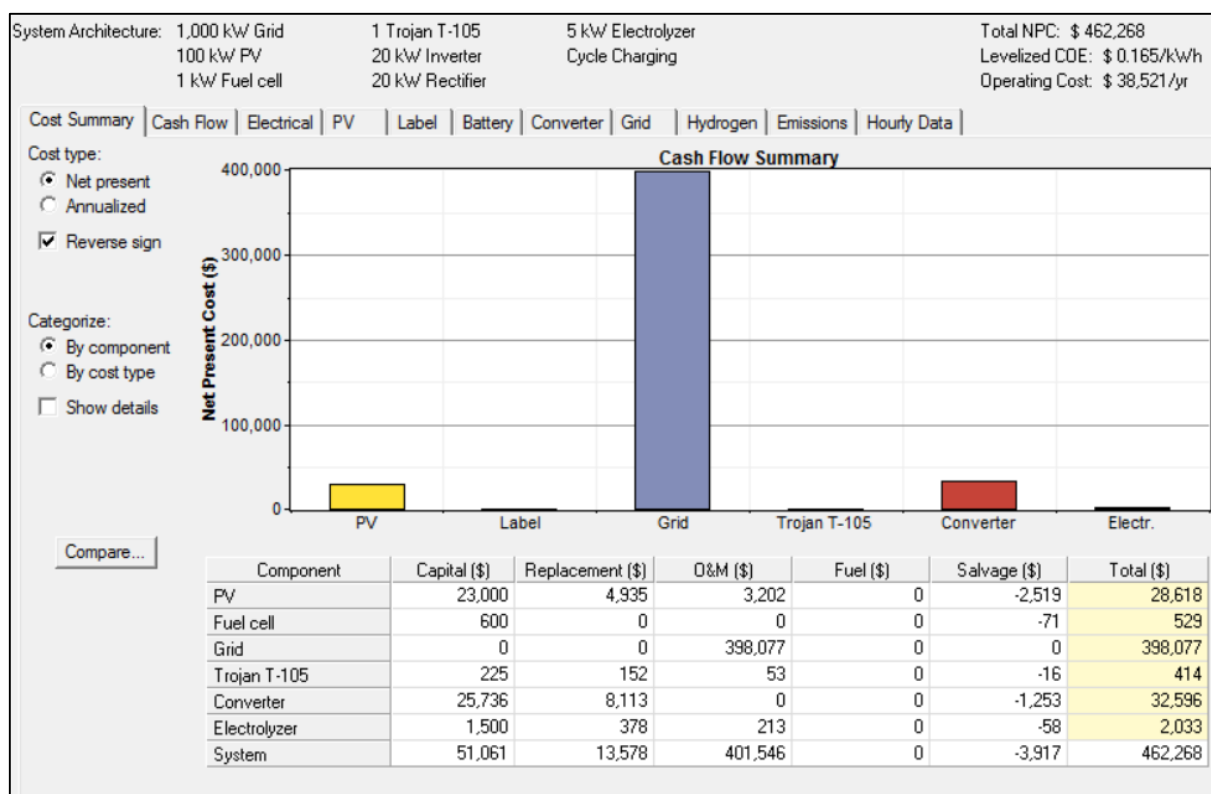 System Architecture: 1,000 kW Grid 1 Trojan T-105 5 kW Electrolyzer Total NPC: $ 462,268
100 kW PV 20 kW Inverter Cycle Charging Levelized COE: $ 0.165/kWh
1 kW Fuel cell 20 kW Rectifier Operating Cost: $ 38,521/yr
Cost Summary Cash Flow Electrical PV Label Battery Converter Grid Hydrogen Emissions Hourly Data
Cost type:
Net present
Annualized
Reverse sign
Categorize:
By component
By cost type
Show details
Compare...
Cash Flow Summary
Net Present Cost ($)
400,000
300,000
200,000
100,000
0
PV Label Grid Trojan T-105 Converter Electr.
Component Capital ($) Replacement ($) O&M ($) Fuel ($) Salvage ($) Total ($)
PV 23,000 4,935 3,202 0 -2,519 28,618
Fuel cell 600 0 0 0 -71 529
Grid 0 0 398,077 0 0 398,077
Trojan T-105 225 152 53 0 -16 414
Converter 25,736 8,113 0 0 -1,253 32,596
Electrolyzer 1,500 378 213 0 -58 2,033
System 51,061 13,578 401,546 0 -3,917 462,268